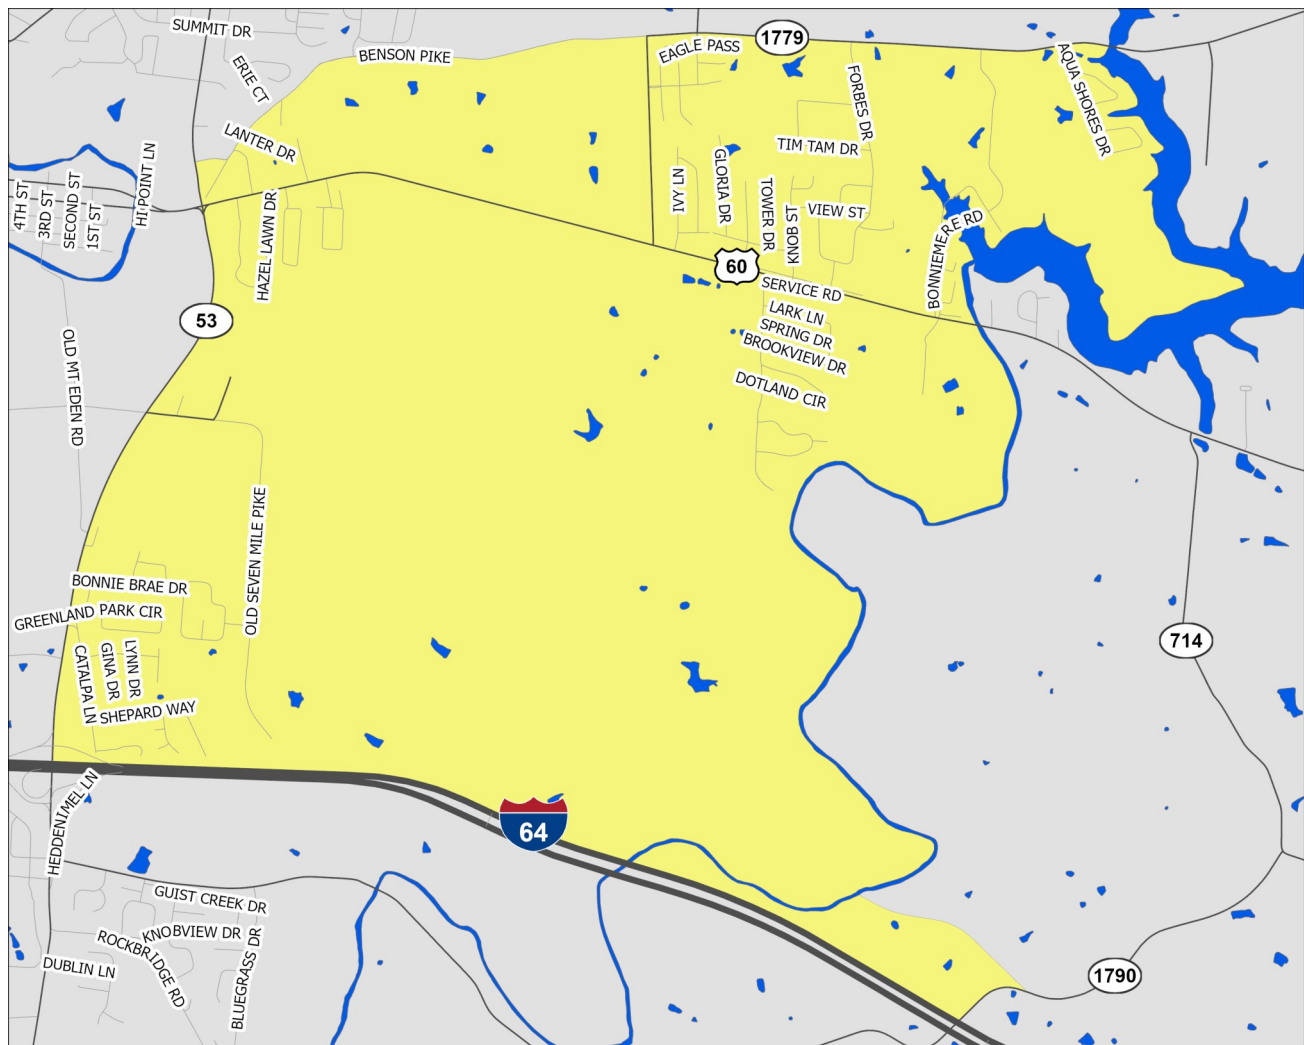 SUMMIT DR
1779
EAGLE PASS
BENSON PIKE
ERIE CT
AQUA SHORES DR
FORBES DR
LANTER DR
TIM TAM DR
HI POINT LN
4TH ST
3RD ST
SECOND ST
1ST ST
IVY LN
GLORIA DR
TOWER DR
KNOB ST
VIEW ST
HAZEL LAWN DR
BONNIEMERE RD
60
SERVICE RD
53
LARK LN
SPRING DR
BROOKVIEW DR
OLD MT EDEN RD
DOTLAND CIR
OLD SEVEN MILE PIKE
BONNIE BRAE DR
GREENLAND PARK CIR
714
CATALPA LN
GINA DR
LYNN DR
SHEPARD WAY
HEDDENIMEL LN
64
GUIST CREEK DR
KNOBVIEW DR
ROCKBRIDGE RD
BLUEGRASS DR
DUBLIN LN
1790